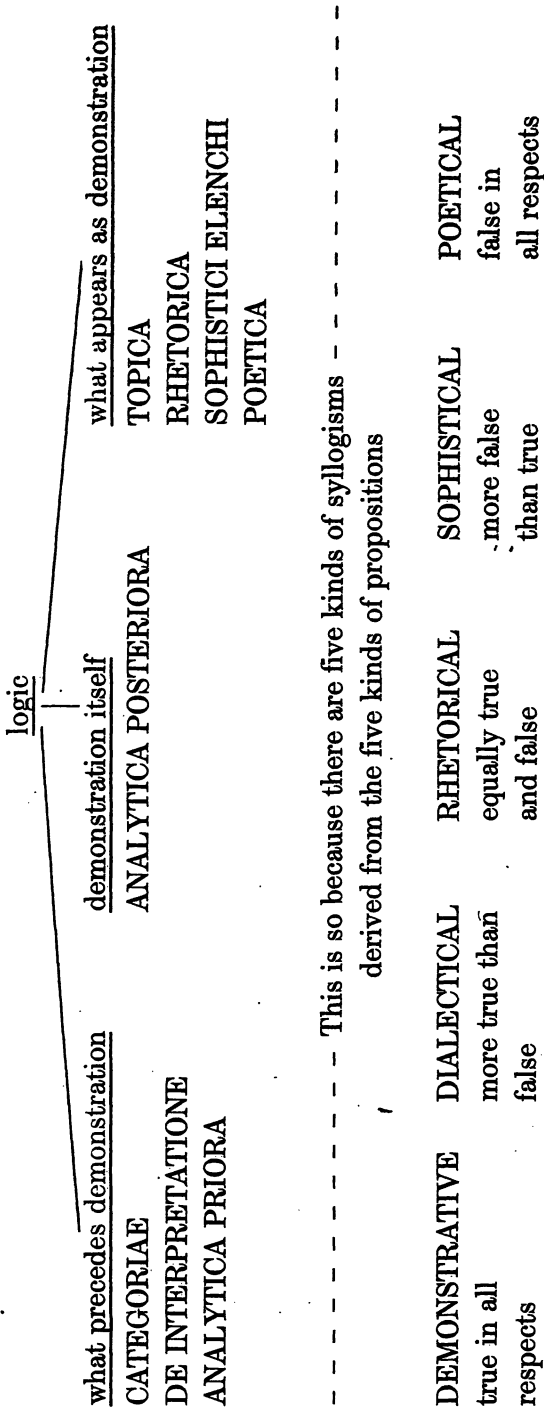 logic
what precedes demonstration
CATEGORIAE
DE INTERPRETATIONE
ANALYTICA PRIORA
demonstration itself
ANALYTICA POSTERIORA
what appears as demonstration
TOPICA
RHETORICA
SOPHISTICI ELENCHI
POETICA
This is so because there are five kinds of syllogisms
derived from the five kinds of propositions
DEMONSTRATIVE
true in all
respects
DIALECTICAL
more true than
false
RHETORICAL
equally true
and false
SOPHISTICAL
more false
than true
POETICAL
false in
all respects